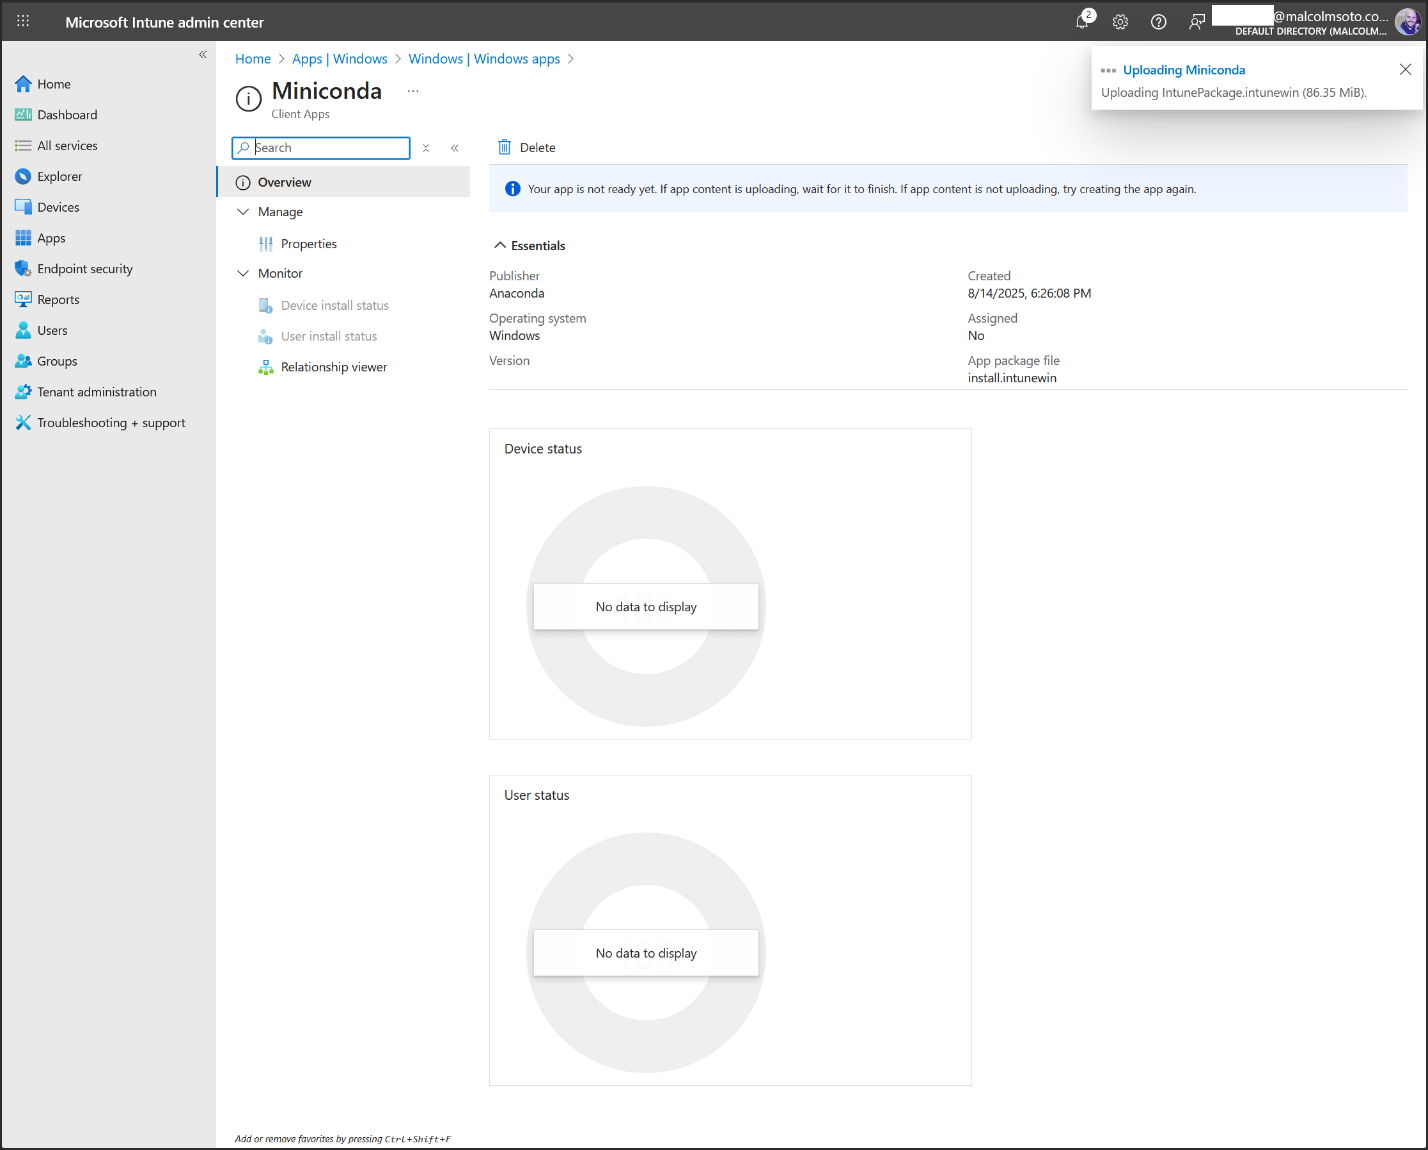 Microsoft Intune admin center
2
@malcolmsoto.co...
DEFAULT DIRECTORY (MALCOLM...
Uploading Miniconda
Uploading IntunePackage.intunewin (86.35 MiB).
Home
Dashboard
All services
Explorer
Devices
Apps
Endpoint security
Reports
Users
Groups
Tenant administration
Troubleshooting + support
Home > Apps | Windows > Windows | Windows apps >
Miniconda ...
Client Apps
Search
Overview
Manage
Properties
Monitor
Device install status
User install status
Relationship viewer
Delete
Your app is not ready yet. If app content is uploading, wait for it to finish. If app content is not uploading, try creating the app again.
Essentials
Publisher
Anaconda
Operating system
Windows
Version
Created
8/14/2025, 6:26:08 PM
Assigned
No
App package file
install.intunewin
Device status
No data to display
User status
No data to display
Add or remove favorites by pressing Ctrl+Shift+F